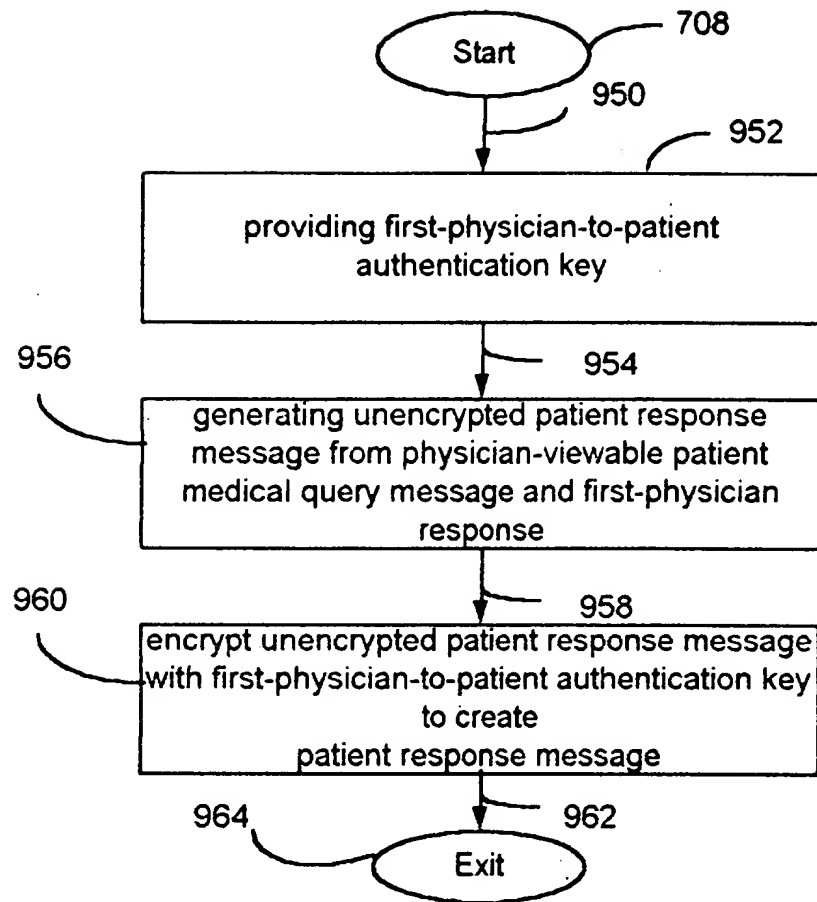 Start
708
950
952
providing first-physician-to-patient
authentication key
954
956
generating unencrypted patient response
message from physician-viewable patient
medical query message and first-physician
response
958
960
encrypt unencrypted patient response message
with first-physician-to-patient authentication key
to create
patient response message
962
964
Exit